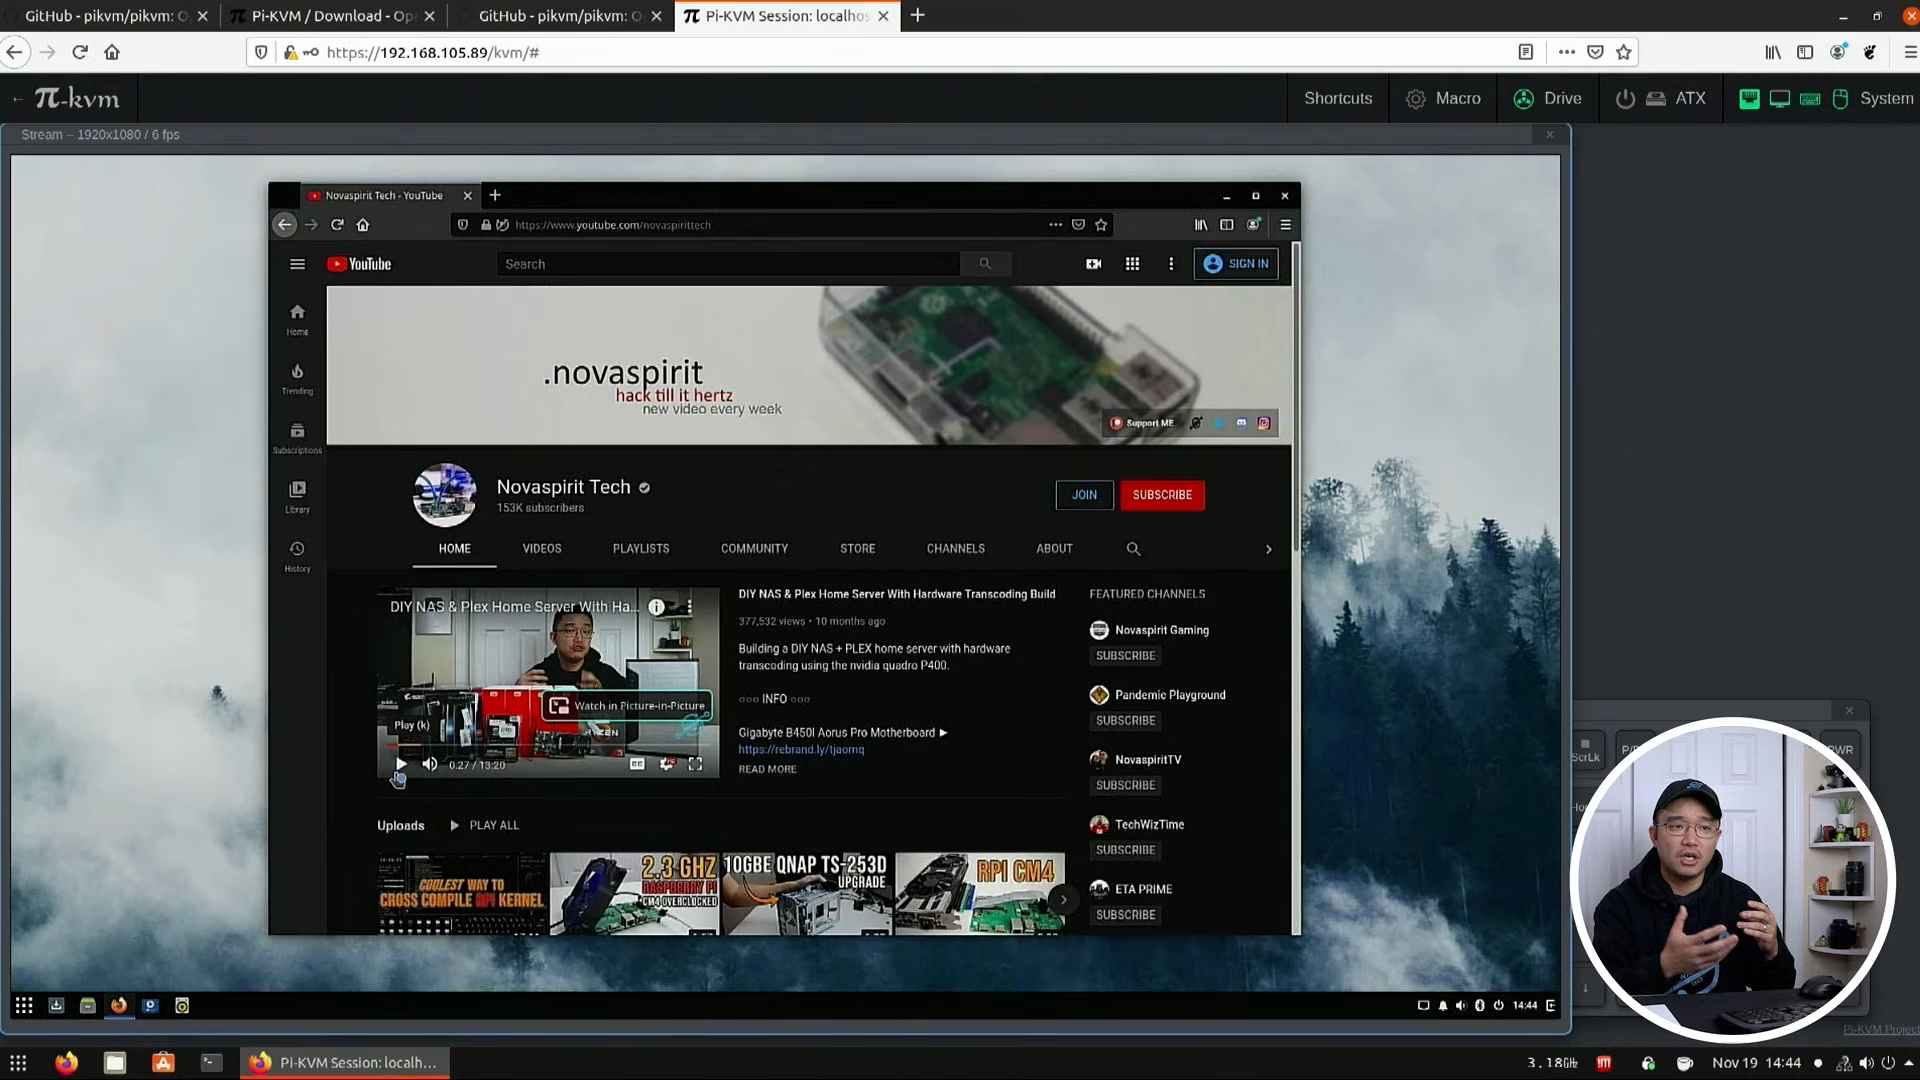 GitHub - pikvm/pikvm: O
Pi-KVM / Download - Ope
GitHub - pikvm/pikvm: O
Pi-KVM Session: localhos
https://192.168.105.89/kvm/#
π-kvm
Shortcuts
Macro
Drive
ATX
System
Stream – 1920x1080 / 6 fps
Novaspirit Tech - YouTube
https://www.youtube.com/novaspirittech
YouTube
Search
SIGN IN
Home
Trending
Subscriptions
Library
History
.novaspirit
hack till it hertz
new video every week
Support ME
Novaspirit Tech
153K subscribers
JOIN
SUBSCRIBE
HOME
VIDEOS
PLAYLISTS
COMMUNITY
STORE
CHANNELS
ABOUT
DIY NAS & Plex Home Server With Ha...
Watch in Picture-in-Picture
Play (k)
0:27 / 13:20
DIY NAS & Plex Home Server With Hardware Transcoding Build
377,532 views • 10 months ago
Building a DIY NAS + PLEX home server with hardware
transcoding using the nvidia quadro P400.
○○○ INFO ○○○
Gigabyte B450I Aorus Pro Motherboard ►
https://rebrand.ly/tjaomq
READ MORE
FEATURED CHANNELS
Novaspirit Gaming
SUBSCRIBE
Pandemic Playground
SUBSCRIBE
NovaspiritTV
SUBSCRIBE
TechWizTime
SUBSCRIBE
ETA PRIME
SUBSCRIBE
Uploads
PLAY ALL
COOLEST WAY TO
CROSS COMPILE RPI KERNEL
2.3 GHZ
RASPBERRY PI
CM4 OVERCLOCKED
10GBE QNAP TS-253D
UPGRADE
RPI CM4
14:44
ScrLk
Pi-KVM Project
Pi-KVM Session: localh...
3.18GHz
Nov 19 14:44